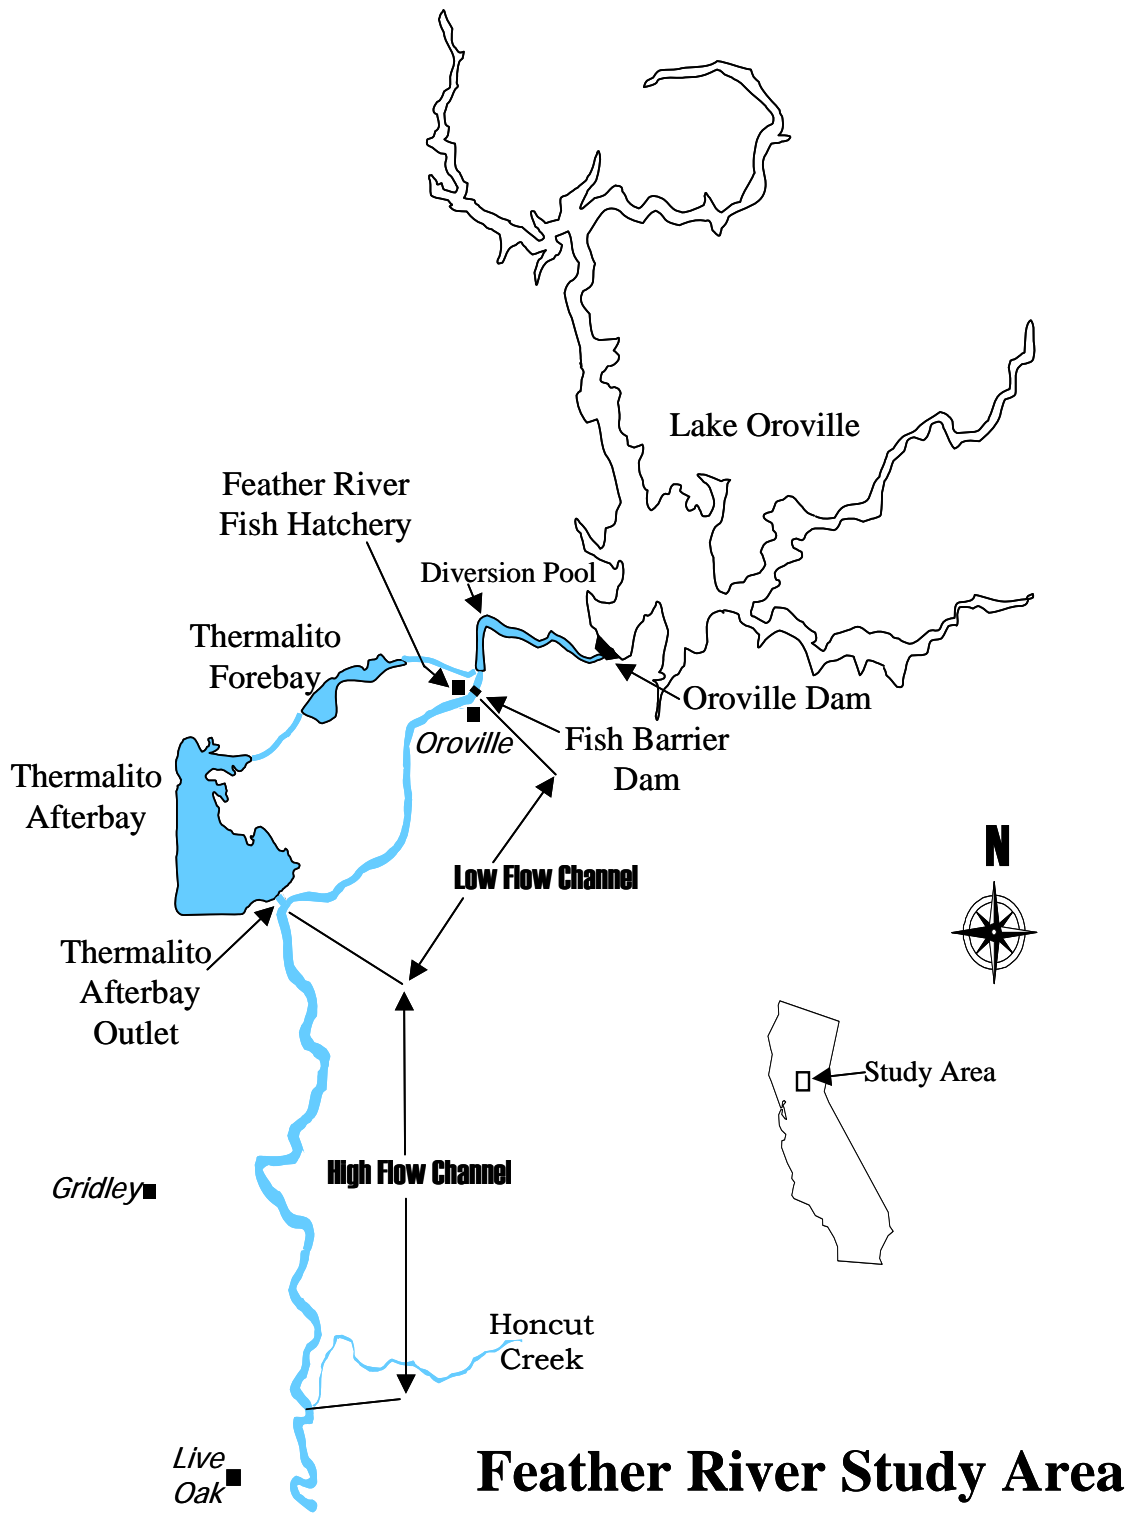 Lake Oroville
Feather River
Fish Hatchery
Diversion Pool
Thermalito
Forebay
Oroville Dam
Oroville
Fish Barrier
Dam
Thermalito
Afterbay
Low Flow Channel
N
Thermalito
Afterbay
Outlet
Study Area
High Flow Channel
Gridley
Honcut
Creek
Live
Oak
Feather River Study Area